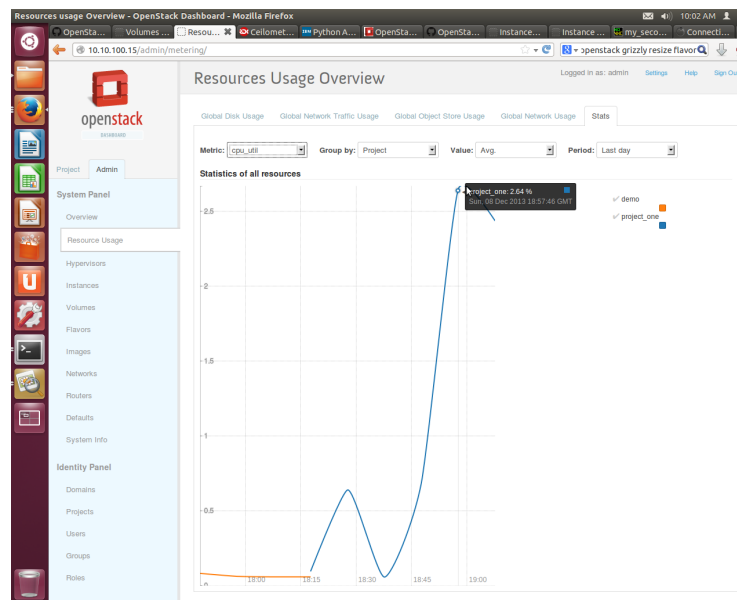 Resources usage Overview - OpenStack Dashboard - Mozilla Firefox
10:02 AM
OpenSta... Volumes ... Resou... Ceilomet... Python A... OpenSta... OpenSta... Instance... Instance ... my_seco... Connecti...
10.10.100.15/admin/metering/
openstack grizzly resize flavor
Resources Usage Overview
Logged in as: admin Settings Help Sign Ou
openstack
DASHBOARD
Global Disk Usage Global Network Traffic Usage Global Object Store Usage Global Network Usage Stats
Metric: cpu_util Group by: Project Value: Avg. Period: Last day
Project Admin
Statistics of all resources
System Panel
Overview
Resource Usage
Hypervisors
Instances
Volumes
Flavors
Images
Networks
Routers
Defaults
System Info
Identity Panel
Domains
Projects
Users
Groups
Roles
project_one: 2.64 %
Sun, 08 Dec 2013 18:57:46 GMT
demo
project_one
2.5
2
1.5
1
0.5
0
18:00 18:15 18:30 18:45 19:00